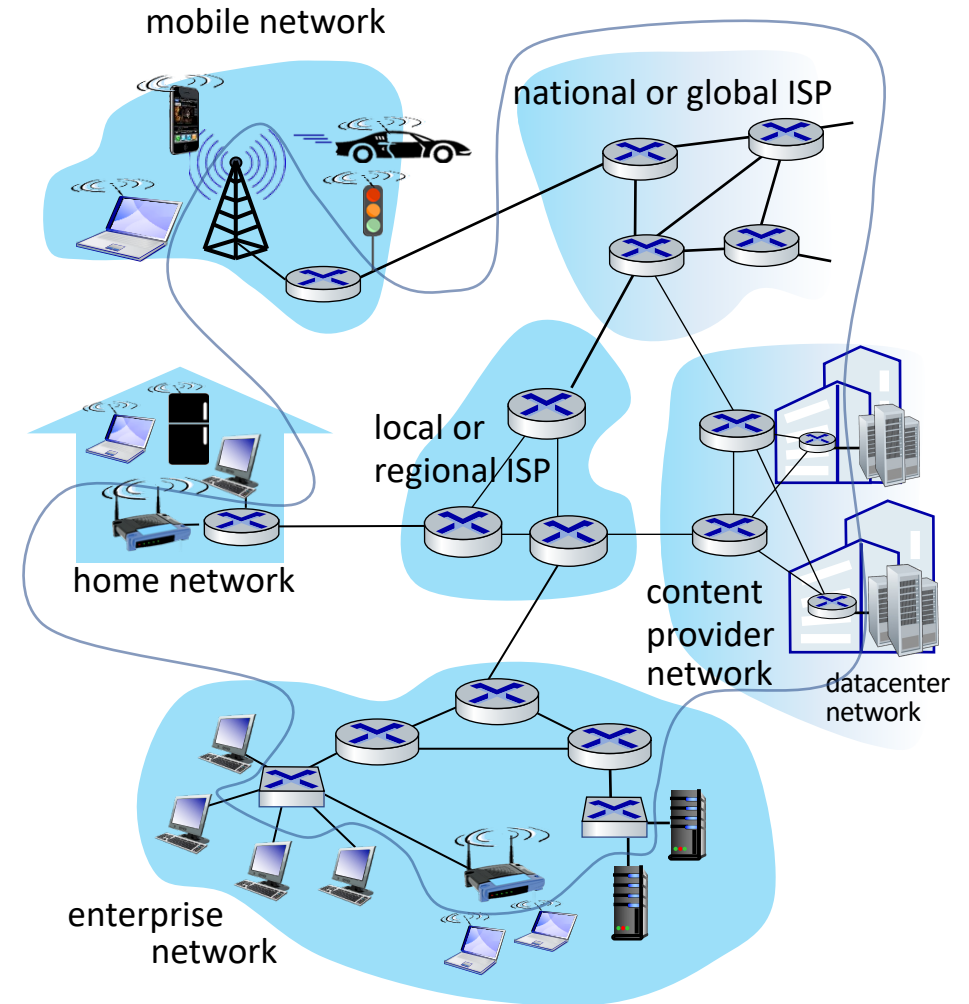 mobile network
national or global ISP
local or
regional ISP
home network
content
provider
network
datacenter
network
enterprise
network